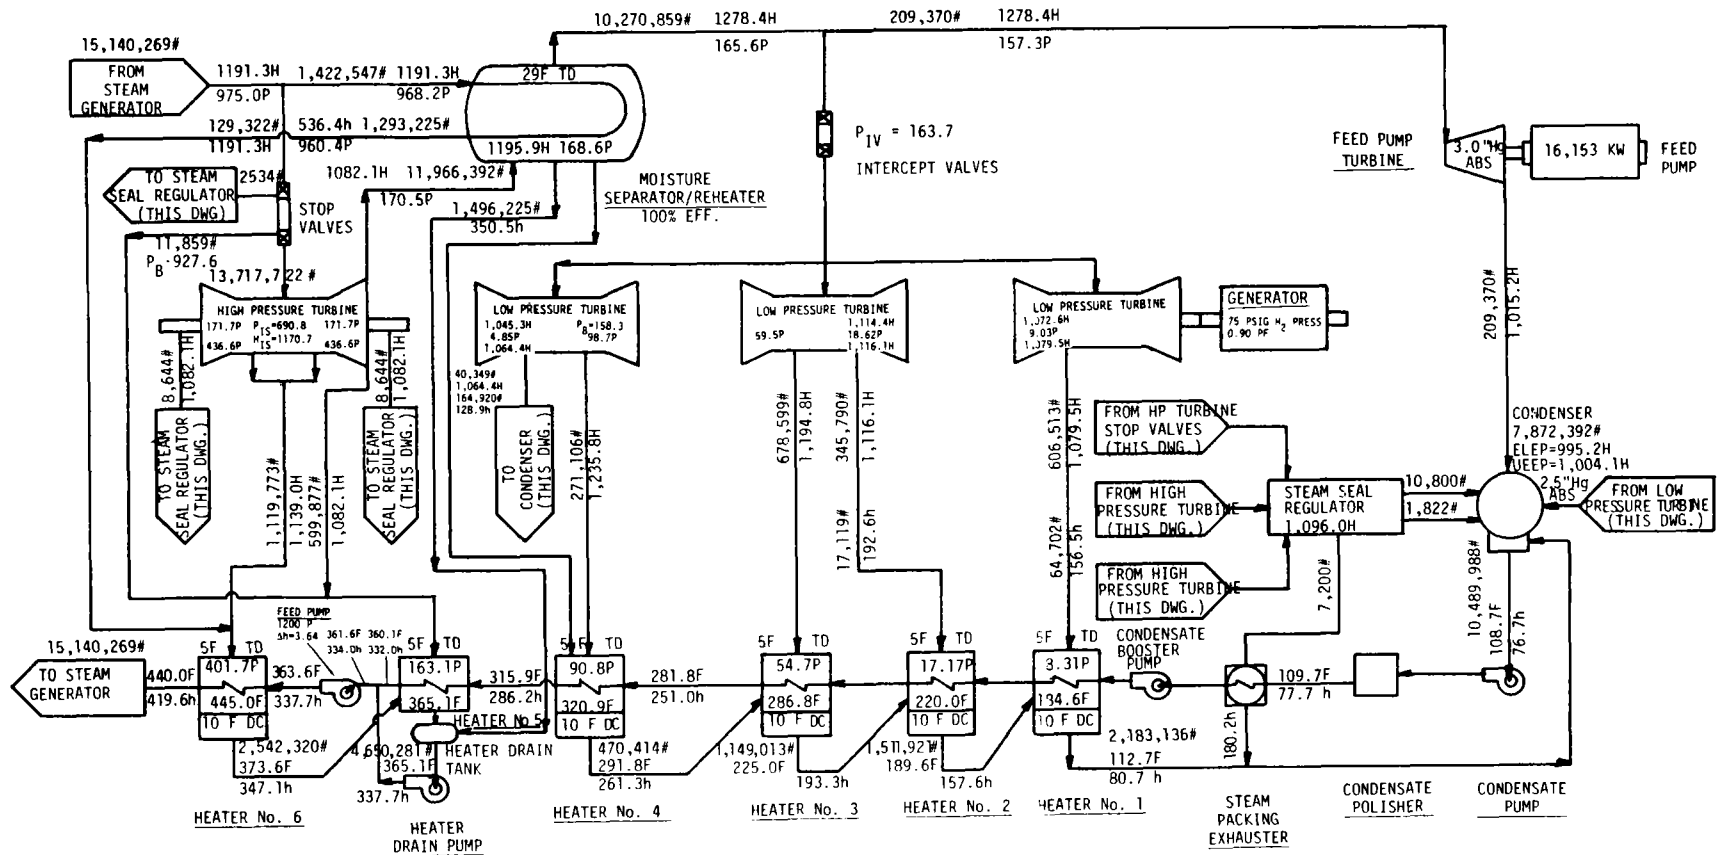 10,270,859# 1278.4H
165.6P
209,370# 1278.4H
157.3P
15,140,269#
FROM
STEAM
GENERATOR
1191.3H
975.0P
1,422,547# 1191.3H
968.2P
29F TD
129,322# 536.4h 1,293,225#
1191.3H 960.4P
1195.9H 168.6P
1082.1H 11,966,392#
170.5P
MOISTURE
SEPARATOR/REHEATER
100% EFF.
P IV = 163.7
INTERCEPT VALVES
FEED PUMP
TURBINE
3.0"Hg
ABS
16,153 KW
FEED
PUMP
TO STEAM
SEAL REGULATOR
(THIS DWG)
2534#
STOP
VALVES
11,859#
P B 927.6
1,496,225#
350.5h
13,717,722 #
HIGH PRESSURE TURBINE
171.7P P IS =690.8 171.7P
H IS =1170.7
436.6P 436.6P
LOW PRESSURE TURBINE
1,045.3H P B =158.3
4.85P 98.7P
1,064.4H
LOW PRESSURE TURBINE
1,114.4H
59.5P 18.62P
1,116.1H
LOW PRESSURE TURBINE
1,072.6H
9.03P
1,079.5H
GENERATOR
75 PSIG H2 PRESS
0.90 PF
209,370#
1,015.2H
8,644#
1,082.1H
TO STEAM
SEAL REGULATOR
(THIS DWG.)
1,119,773#
1,139.0H
599,877#
1,082.1H
8,644#
1,082.1H
TO STEAM
SEAL REGULATOR
(THIS DWG.)
40,349#
1,064.4H
164,920#
128.9h
TO
CONDENSER
(THIS DWG.)
271,106#
1,235.8H
678,599#
1,194.8H
345,790#
1,116.1H
17,119#
192.6h
606,513#
1,079.5H
64,702#
156.5h
FROM HP TURBINE
STOP VALVES
(THIS DWG.)
FROM HIGH
PRESSURE TURBINE
(THIS DWG.)
FROM HIGH
PRESSURE TURBINE
(THIS DWG.)
STEAM SEAL
REGULATOR
1,096.0H
10,800#
1,822#
7,200#
CONDENSER
7,872,392#
ELEP=995.2H
UEEP=1,004.1H
2.5"Hg
ABS
FROM LOW
PRESSURE TURBINE
(THIS DWG.)
10,489,988#
108.7F
76.7h
15,140,269#
TO STEAM
GENERATOR
440.0F
419.6h
5F TD
401.7P
445.0F
10 F DC
363.6F
337.7h
FEED PUMP
1200 P
Δh=3.64
361.6F 360.1F
334.0h 332.0h
5F TD
163.1P
365.1F
315.9F
286.2h
5F TD
90.8P
320.9F
10 F DC
281.8F
251.0h
5F TD
54.7P
286.8F
10 F DC
5F TD
17.17P
220.0F
10 F DC
5F TD
3.31P
134.6F
10 F DC
CONDENSATE
BOOSTER
PUMP
109.7F
77.7 h
180.2h
2,542,320#
373.6F
347.1h
HEATER No 5
HEATER DRAIN
TANK
4,650,281#
365.1F
337.7h
470,414#
291.8F
261.3h
1,149,013#
225.0F
193.3h
1,511,921#
189.6F
157.6h
2,183,136#
112.7F
80.7 h
HEATER No. 6
HEATER
DRAIN PUMP
HEATER No. 4
HEATER No. 3
HEATER No. 2
HEATER No. 1
STEAM
PACKING
EXHAUSTER
CONDENSATE
POLISHER
CONDENSATE
PUMP